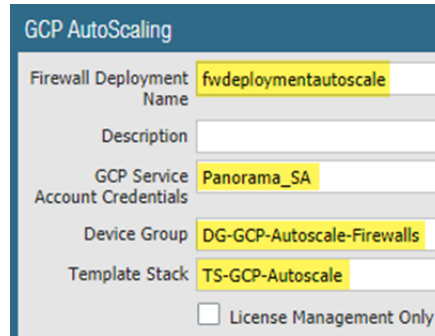 GCP AutoScaling
Firewall Deployment Name fwdeploymentautoscale
Description
GCP Service Account Credentials Panorama_SA
Device Group DG-GCP-Autoscale-Firewalls
Template Stack TS-GCP-Autoscale
License Management Only